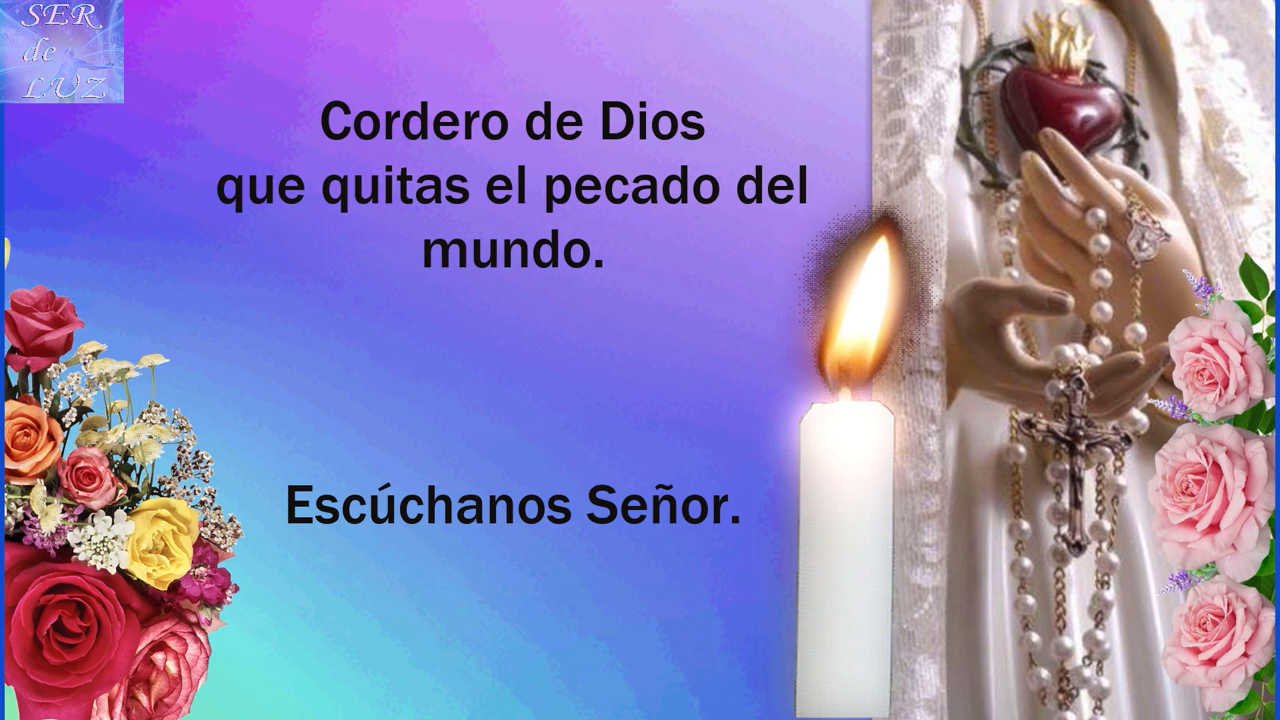 SER
de
LUZ
Cordero de Dios
que quitas el pecado del
mundo.
Escúchanos Señor.